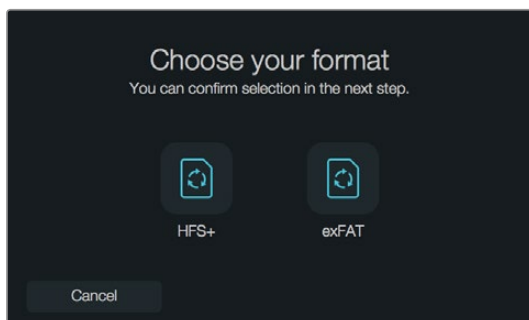 Choose your format
You can confirm selection in the next step.
HFS+
exFAT
Cancel